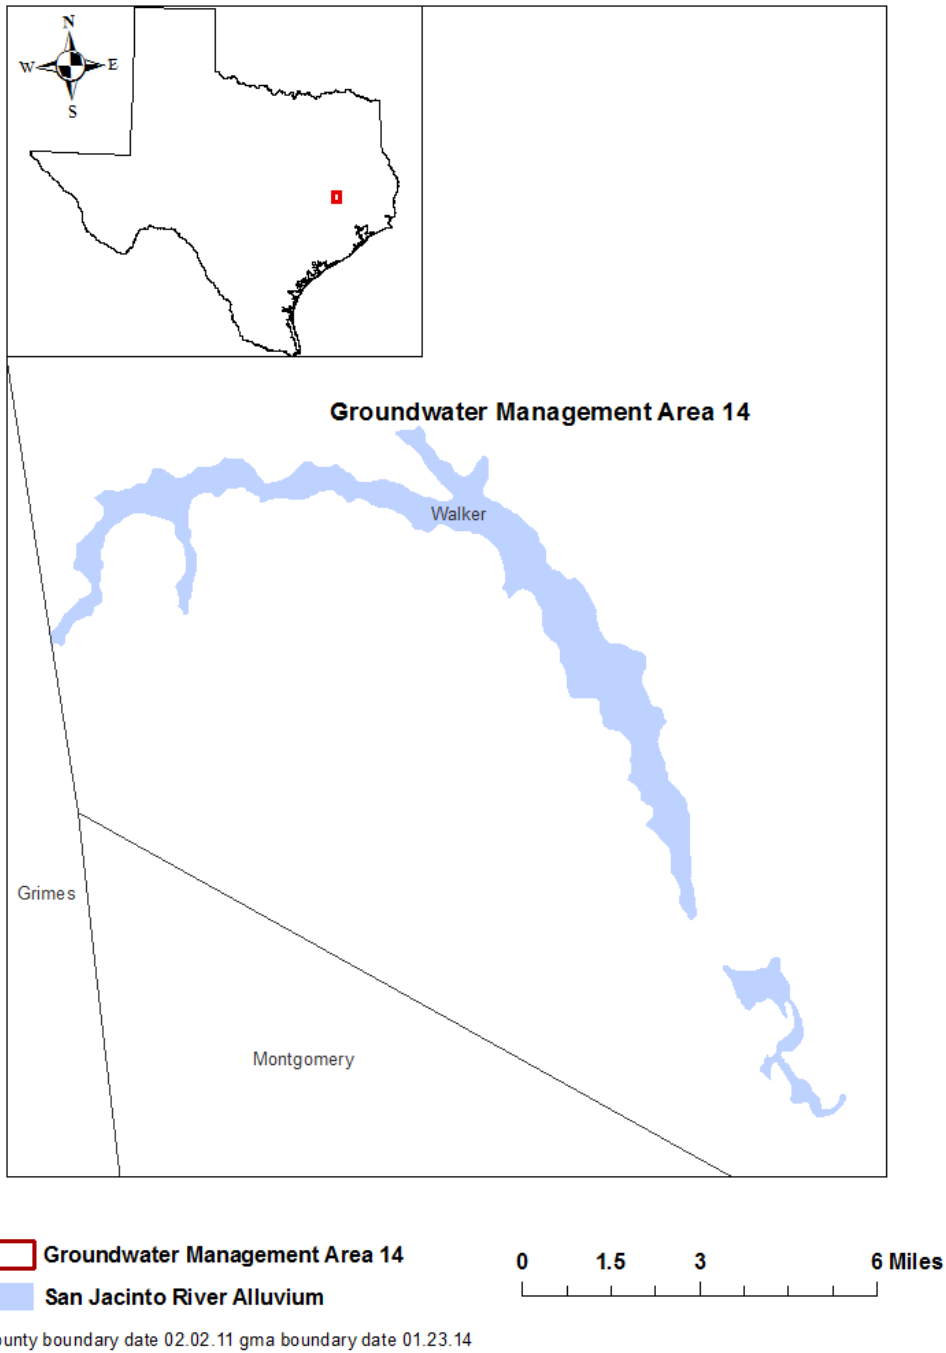 N
W E
S
Groundwater Management Area 14
Walker
Grimes
Montgomery
Groundwater Management Area 14
San Jacinto River Alluvium
0 1.5 3 6 Miles
ounty boundary date 02.02.11 gma boundary date 01.23.14